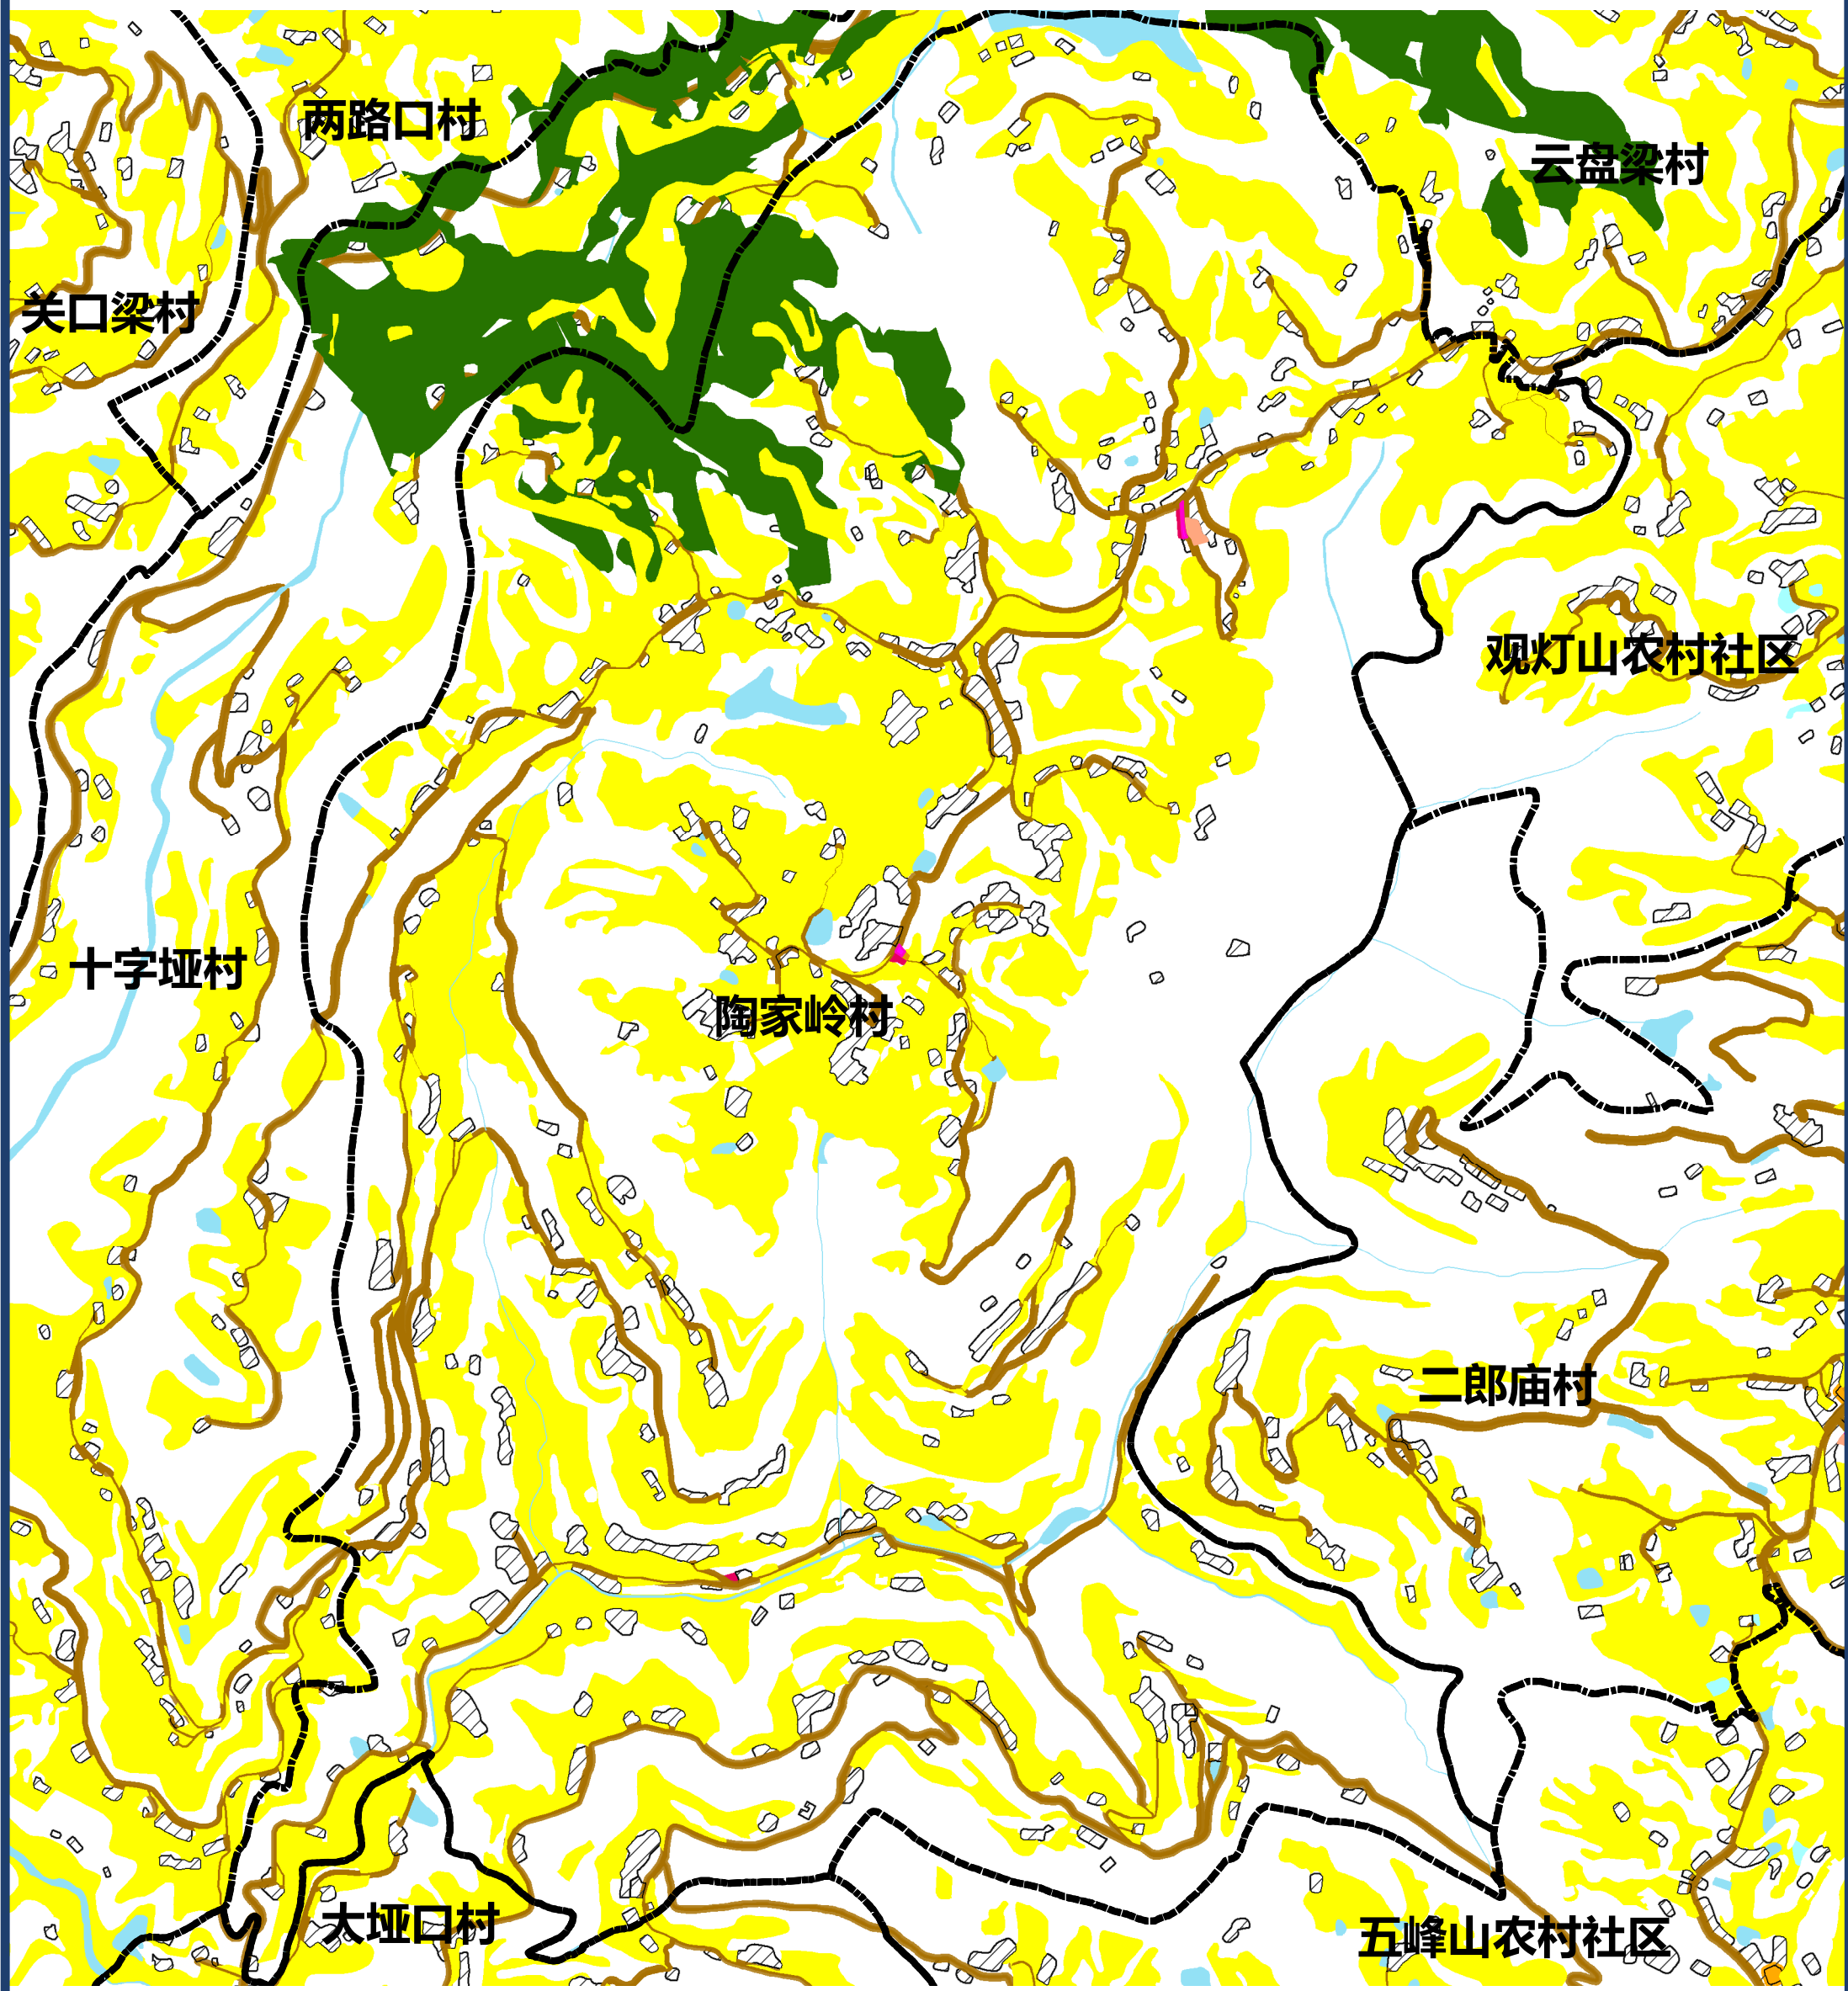 两路口村
云盘梁村
关口梁村
观灯山农村社区
十字垭村
陶家岭村
二郎庙村
大垭口村
五峰山农村社区